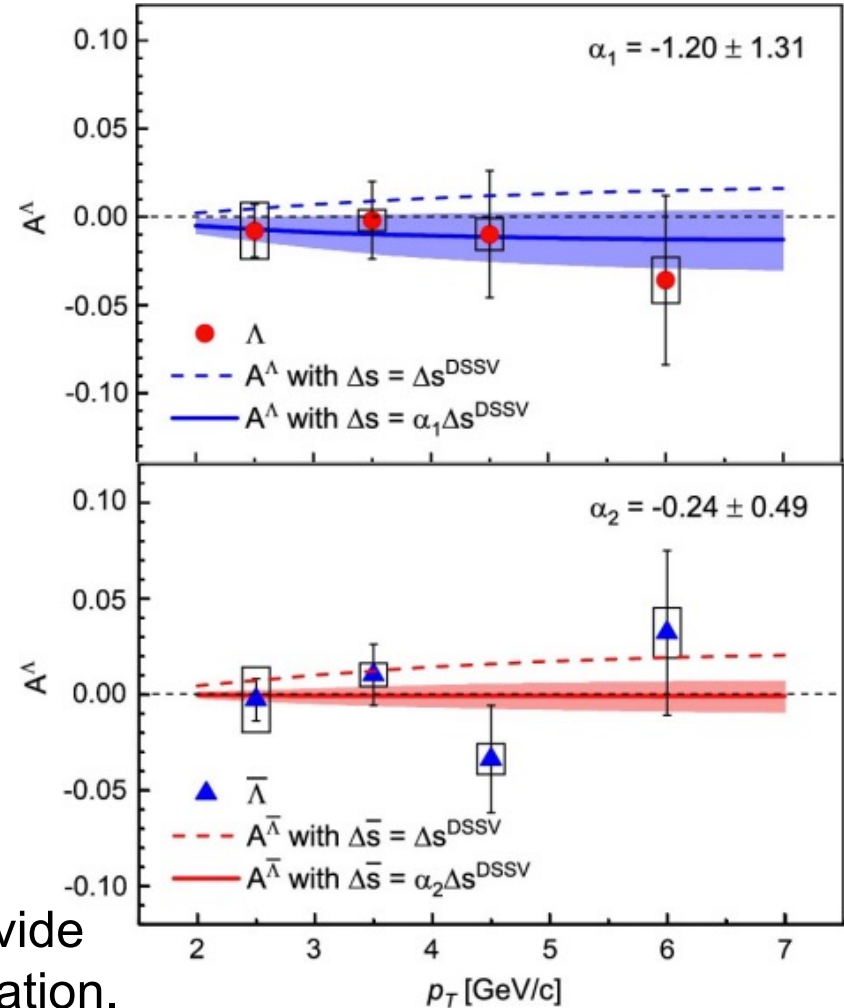 0.10
α₁ = -1.20 ± 1.31
0.05
0.00
-0.05
-0.10
A^Λ
Λ
A^Λ with Δs = Δs^DSSV
A^Λ with Δs = α₁Δs^DSSV
0.10
α₂ = -0.24 ± 0.49
0.05
0.00
-0.05
-0.10
A^Λ
Λ̅
A^Λ̅ with Δs̅ = Δs^DSSV
A^Λ̅ with Δs̅ = α₂Δs^DSSV
2 3 4 5 6 7
p_T [GeV/c]
vide
ation.